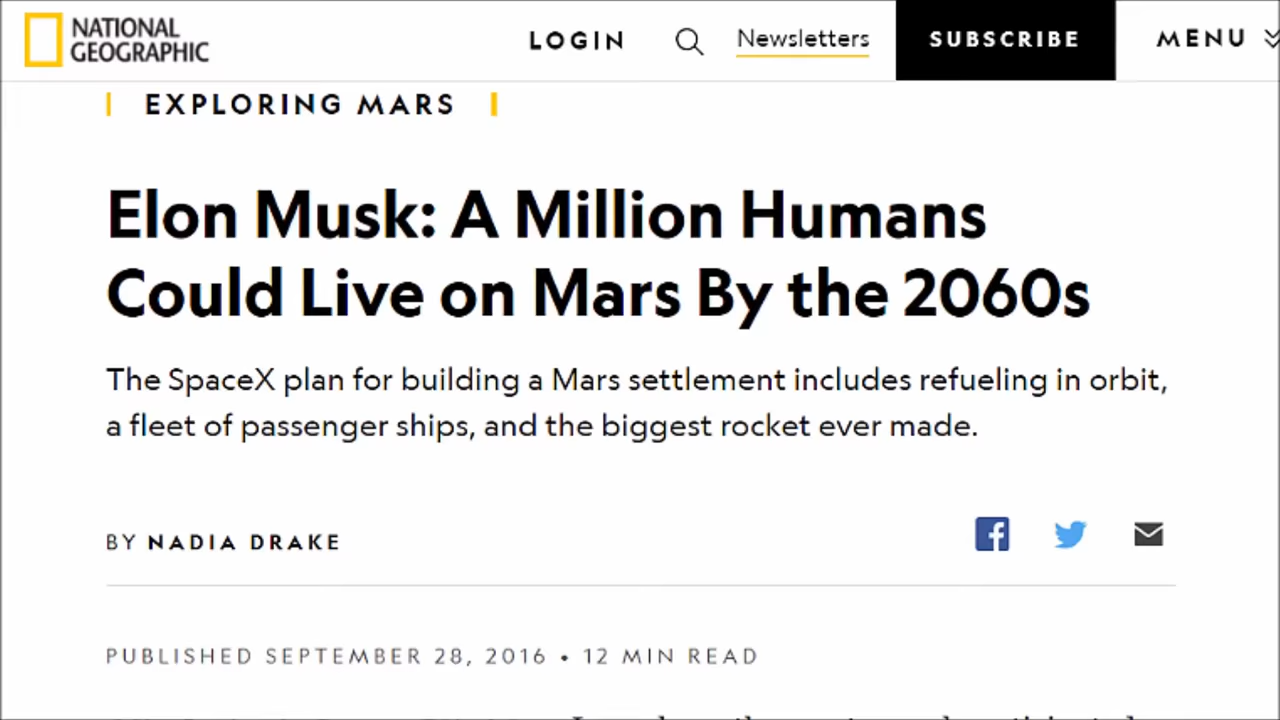 NATIONAL
GEOGRAPHIC
LOGIN
Newsletters
SUBSCRIBE
MENU
EXPLORING MARS
Elon Musk: A Million Humans
Could Live on Mars By the 2060s
The SpaceX plan for building a Mars settlement includes refueling in orbit,
a fleet of passenger ships, and the biggest rocket ever made.
BY NADIA DRAKE
PUBLISHED SEPTEMBER 28, 2016 • 12 MIN READ